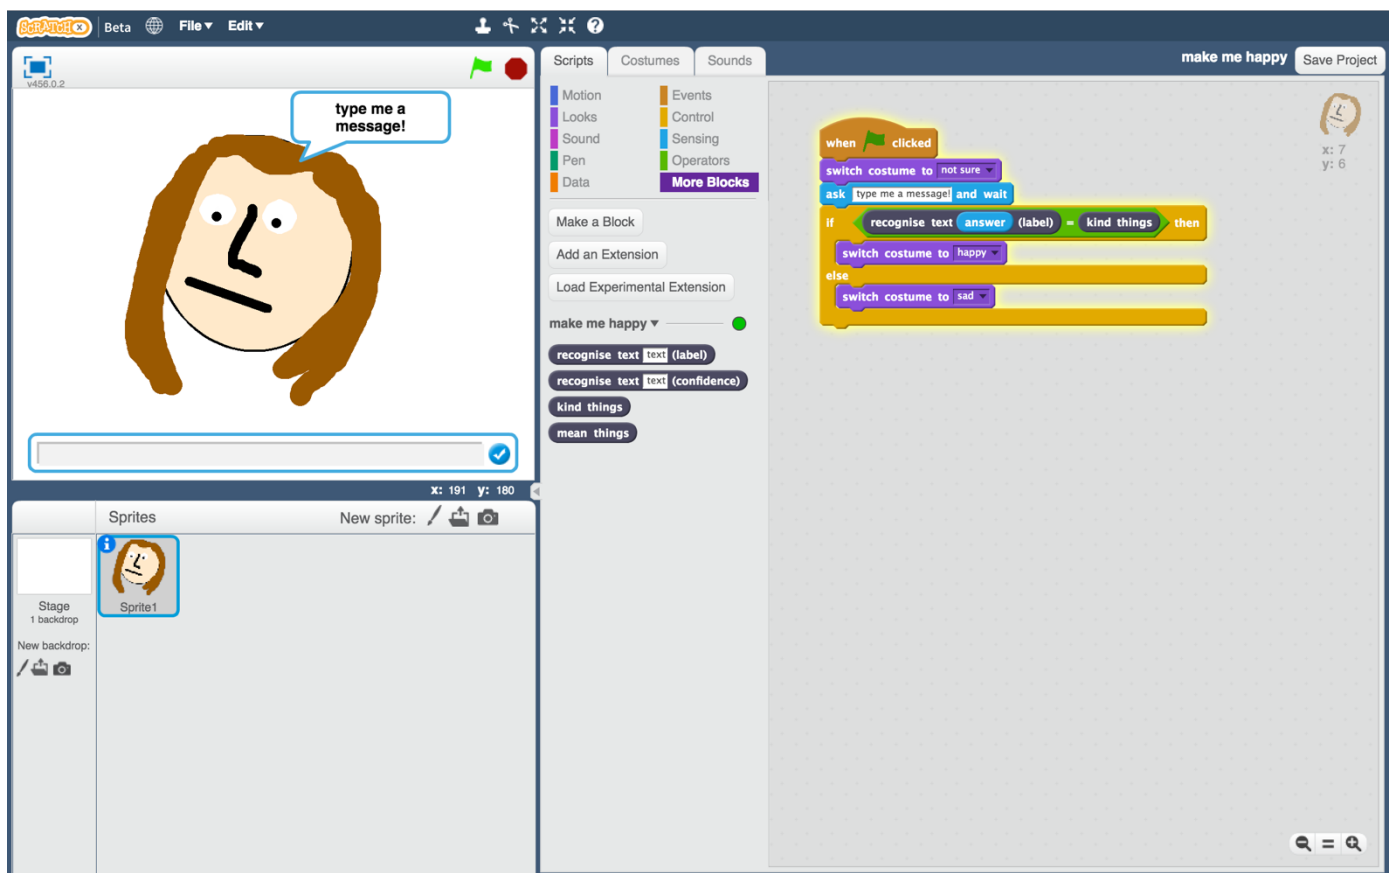 SCRATCHX Beta File▾ Edit▾
v456.0.2
type me a
message!
x: 191 y: 180
Sprites New sprite:
Stage
1 backdrop
New backdrop:
Sprite1
Scripts Costumes Sounds
make me happy Save Project
Motion Events
Looks Control
Sound Sensing
Pen Operators
Data More Blocks
Make a Block
Add an Extension
Load Experimental Extension
make me happy ▾
recognise text text (label)
recognise text text (confidence)
kind things
mean things
when clicked
switch costume to not sure
ask type me a message! and wait
if recognise text answer (label) = kind things then
switch costume to happy
else
switch costume to sad
x: 7
y: 6